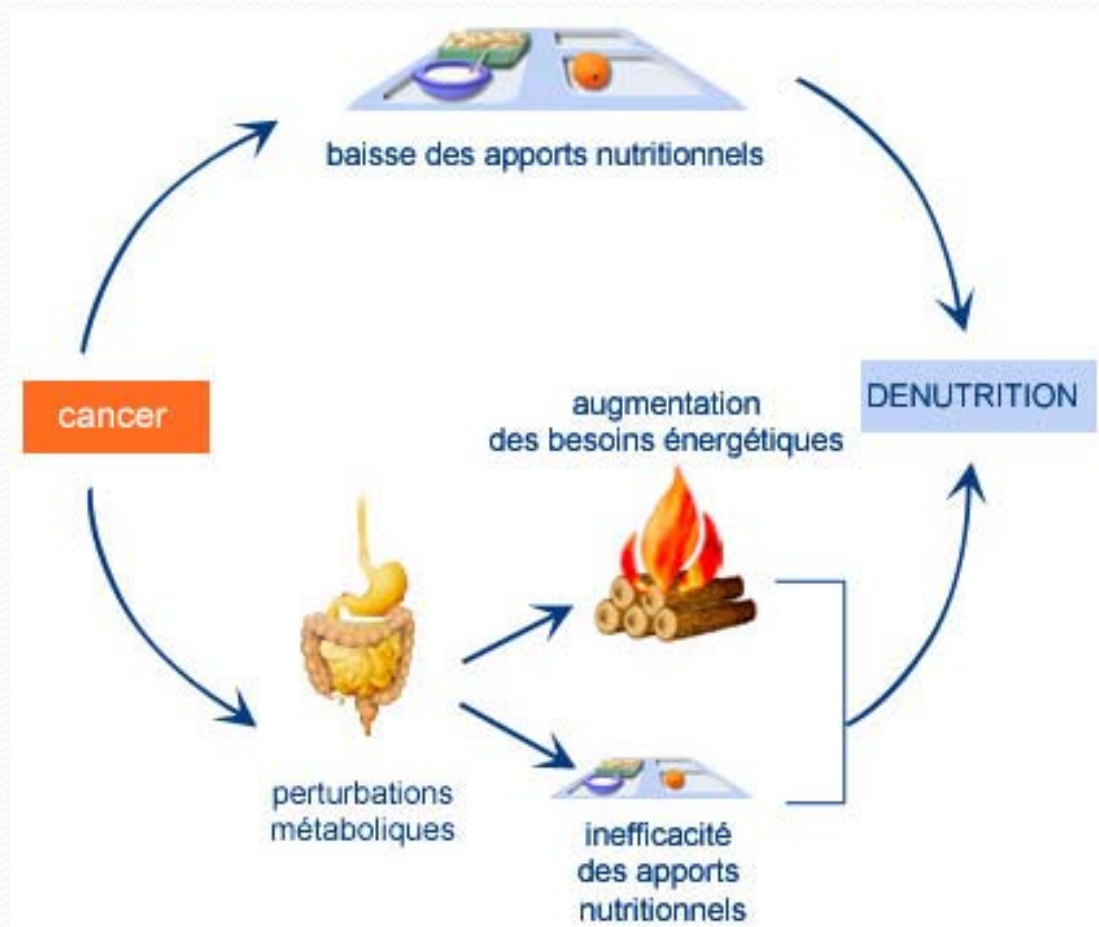 baisse des apports nutritionnels
cancer
DENUTRITION
augmentation
des besoins énergétiques
perturbations
métaboliques
inefficacité
des apports
nutritionnels